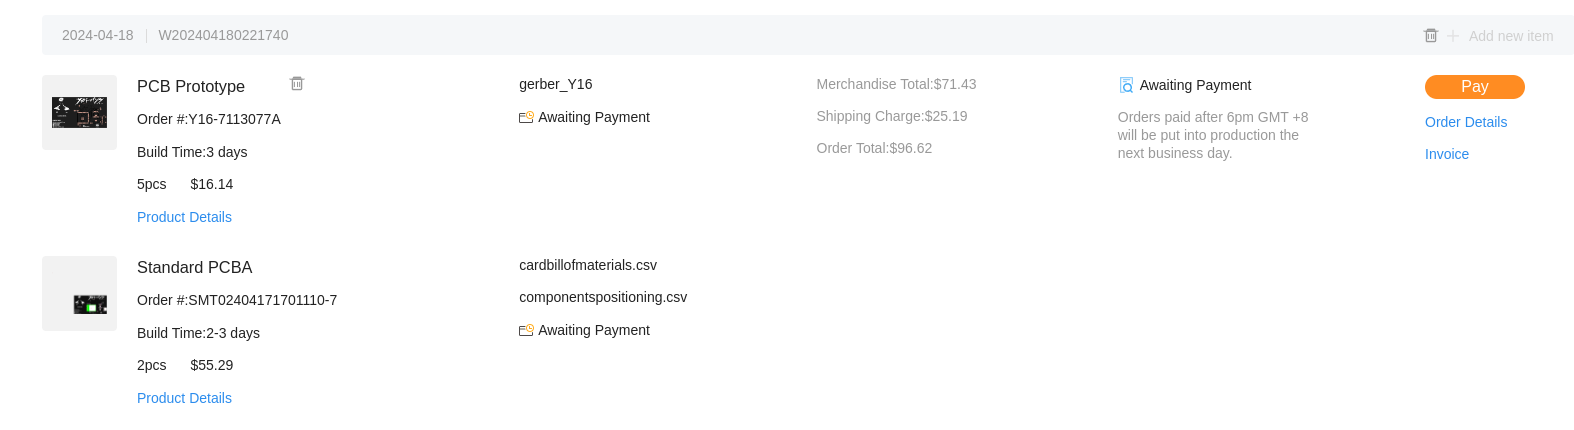 2024-04-18 | W202404180221740
Add new item
PCB Prototype
Order #:Y16-7113077A
Build Time:3 days
5pcs $16.14
Product Details
gerber_Y16
Awaiting Payment
Merchandise Total:$71.43
Shipping Charge:$25.19
Order Total:$96.62
Awaiting Payment
Orders paid after 6pm GMT +8
will be put into production the
next business day.
Pay
Order Details
Invoice
Standard PCBA
Order #:SMT02404171701110-7
Build Time:2-3 days
2pcs $55.29
Product Details
cardbillofmaterials.csv
componentspositioning.csv
Awaiting Payment